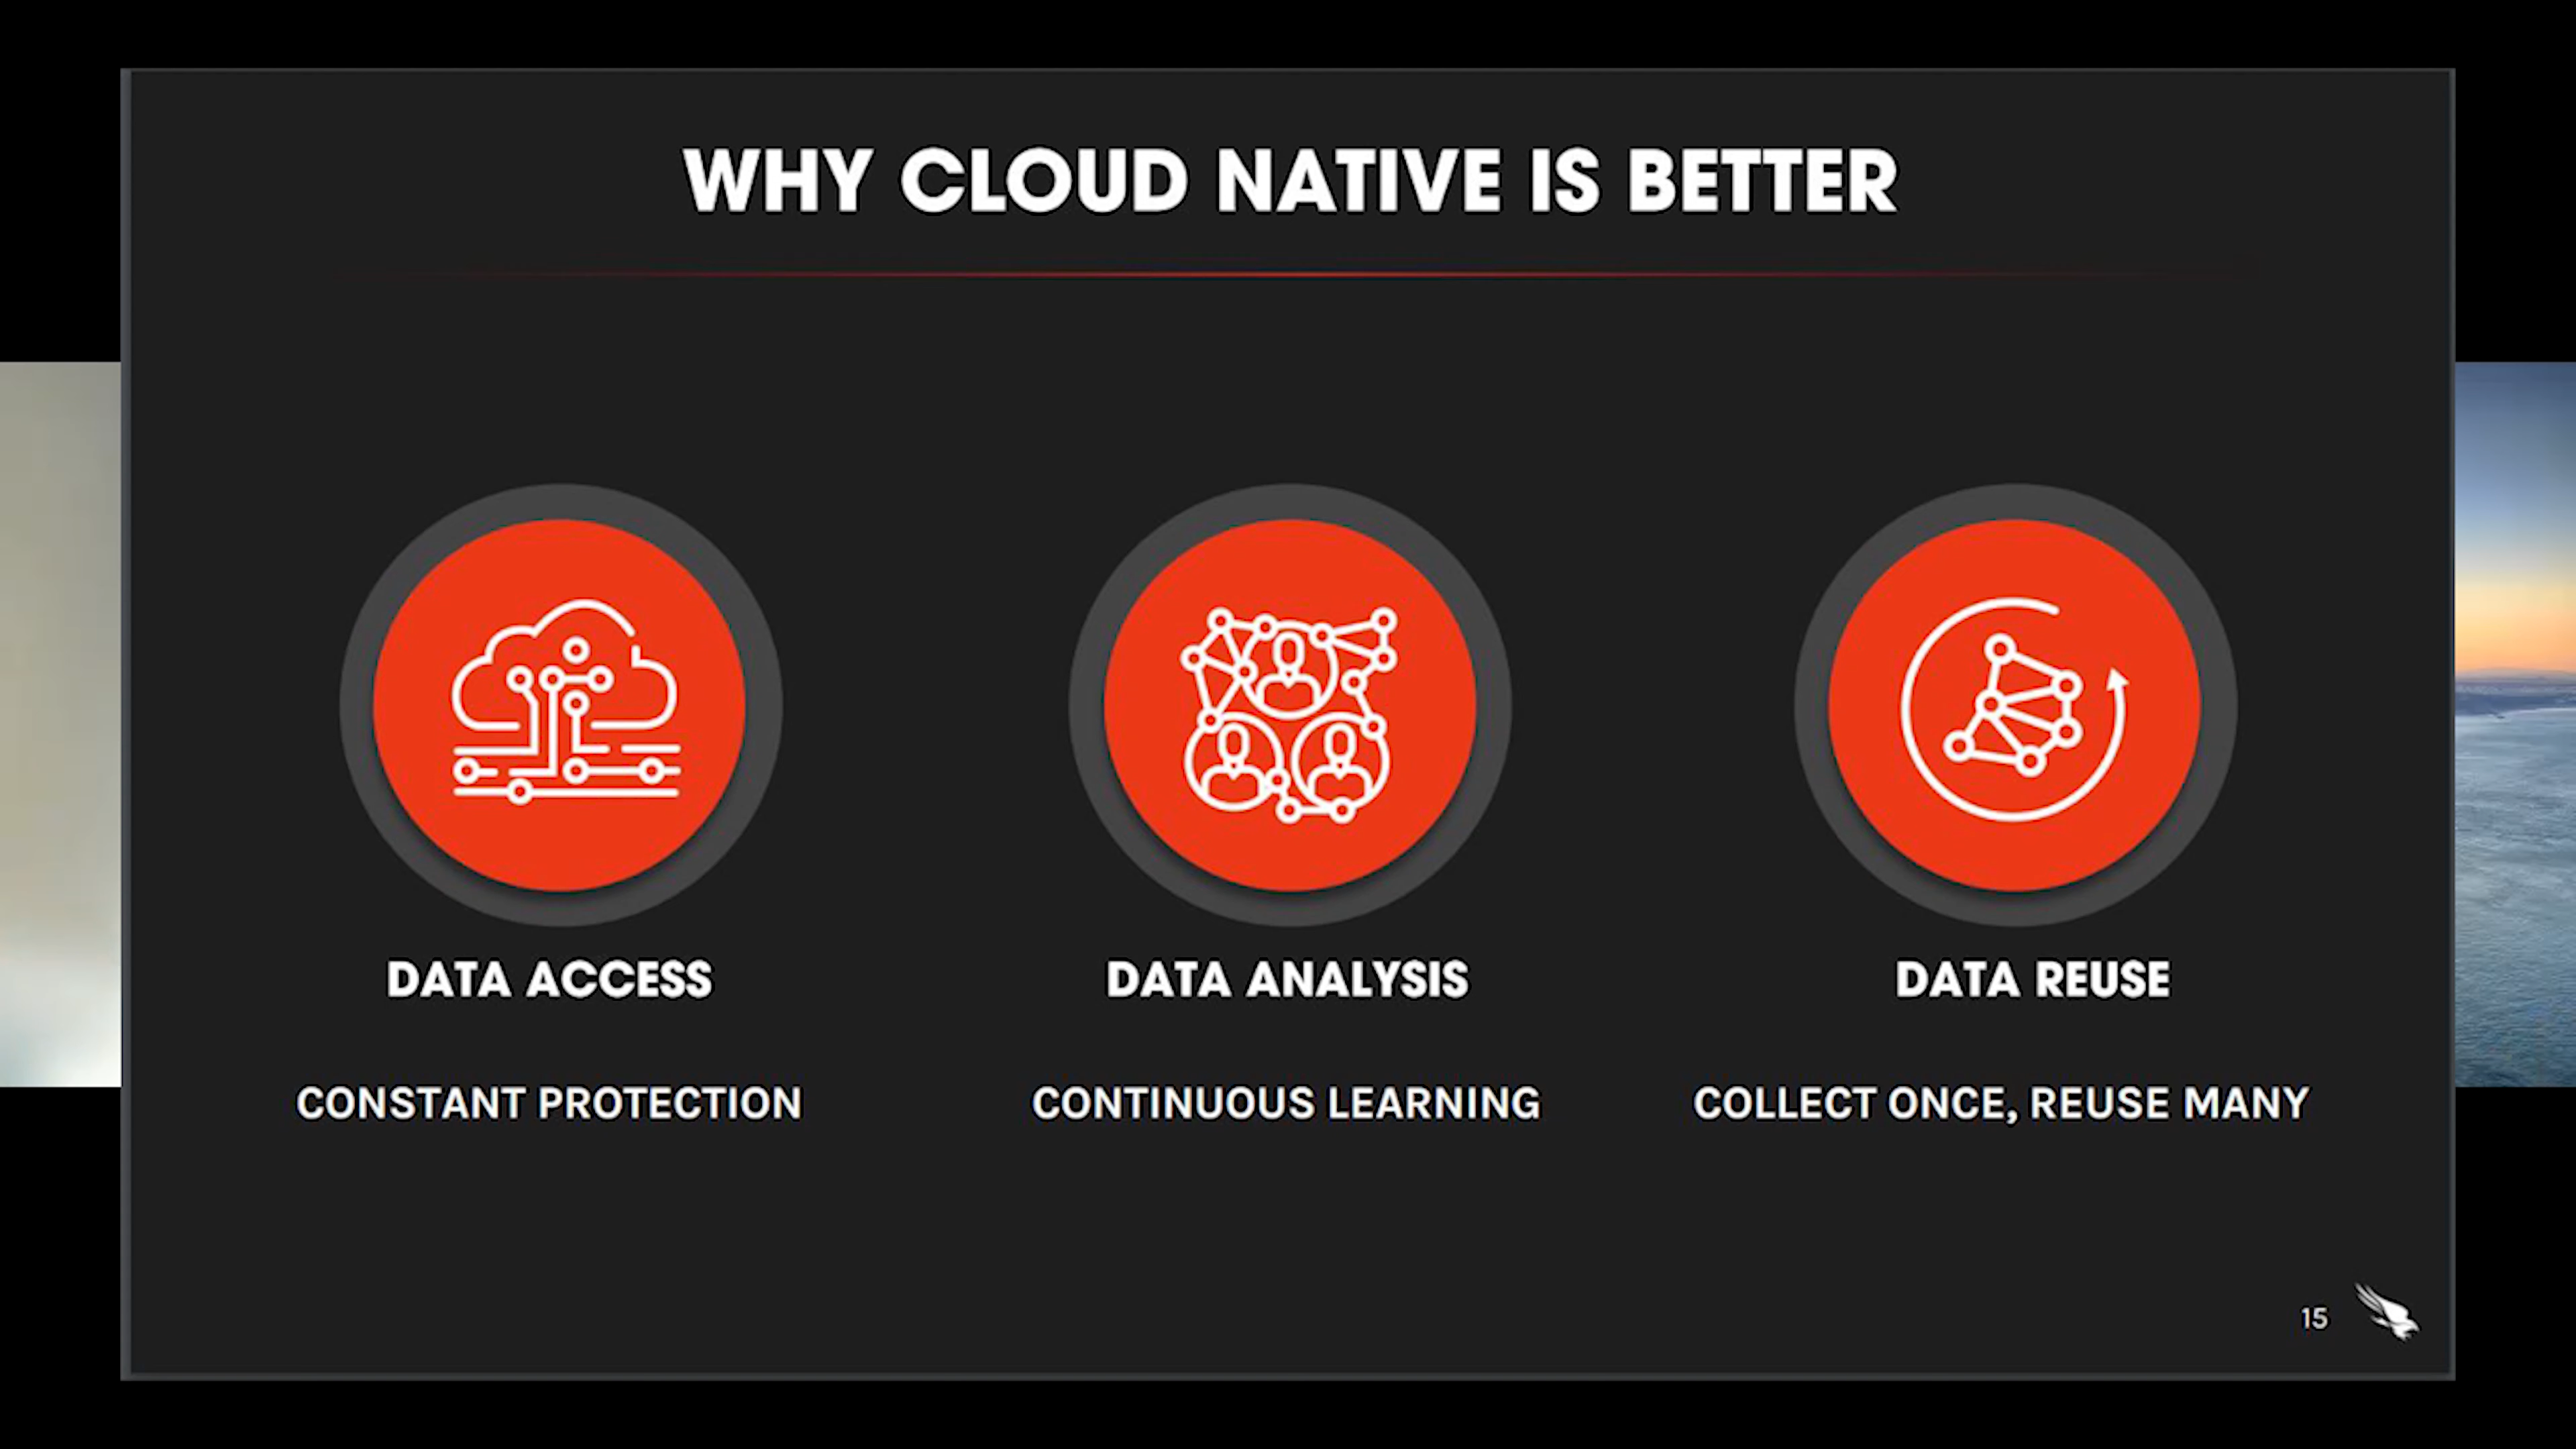 WHY CLOUD NATIVE IS BETTER
DATA ACCESS
DATA ANALYSIS
DATA REUSE
CONSTANT PROTECTION
CONTINUOUS LEARNING
COLLECT ONCE, REUSE MANY
15